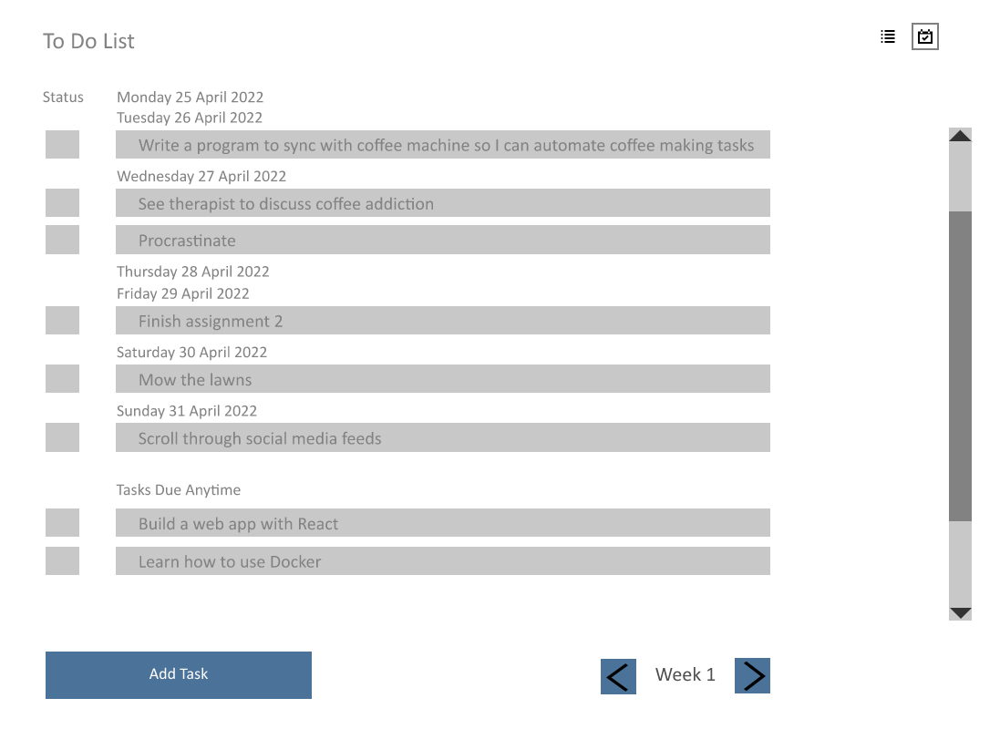 To Do List
Status
Monday 25 April 2022
Tuesday 26 April 2022
Write a program to sync with coffee machine so I can automate coffee making tasks
Wednesday 27 April 2022
See therapist to discuss coffee addiction
Procrastinate
Thursday 28 April 2022
Friday 29 April 2022
Finish assignment 2
Saturday 30 April 2022
Mow the lawns
Sunday 31 April 2022
Scroll through social media feeds
Tasks Due Anytime
Build a web app with React
Learn how to use Docker
Add Task
Week 1